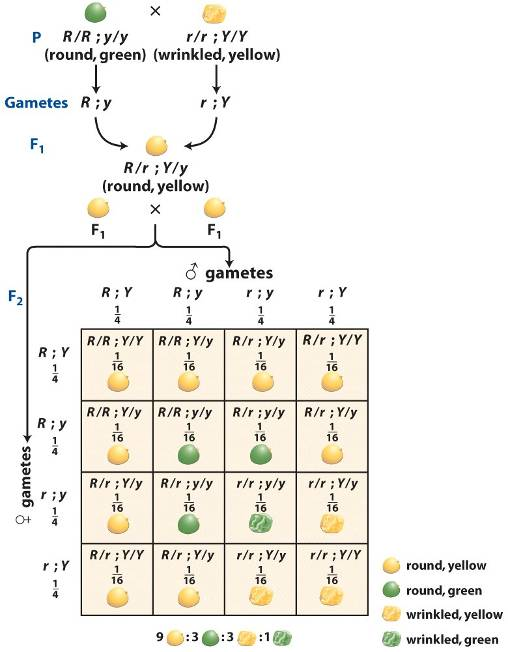 ×
P R/R ; y/y r/r ; Y/Y
(round, green) (wrinkled, yellow)
Gametes R ; y r ; Y
F1
R/r ; Y/y
(round, yellow)
×
F1 F1
♂ gametes
F2
R ; Y R ; y r ; y r ; Y
1/4 1/4 1/4 1/4
♀ gametes
R ; Y R/R ; Y/Y R/R ; Y/y R/r ; Y/y R/r ; Y/Y
1/4 1/16 1/16 1/16 1/16
R ; y R/R ; Y/y R/R ; y/y R/r ; y/y R/r ; Y/y
1/4 1/16 1/16 1/16 1/16
r ; y R/r ; Y/y R/r ; y/y r/r ; y/y r/r ; Y/y
1/4 1/16 1/16 1/16 1/16
r ; Y R/r ; Y/Y R/r ; Y/y r/r ; Y/y r/r ; Y/Y
1/4 1/16 1/16 1/16 1/16
round, yellow
round, green
wrinkled, yellow
wrinkled, green
9 :3 :3 :1